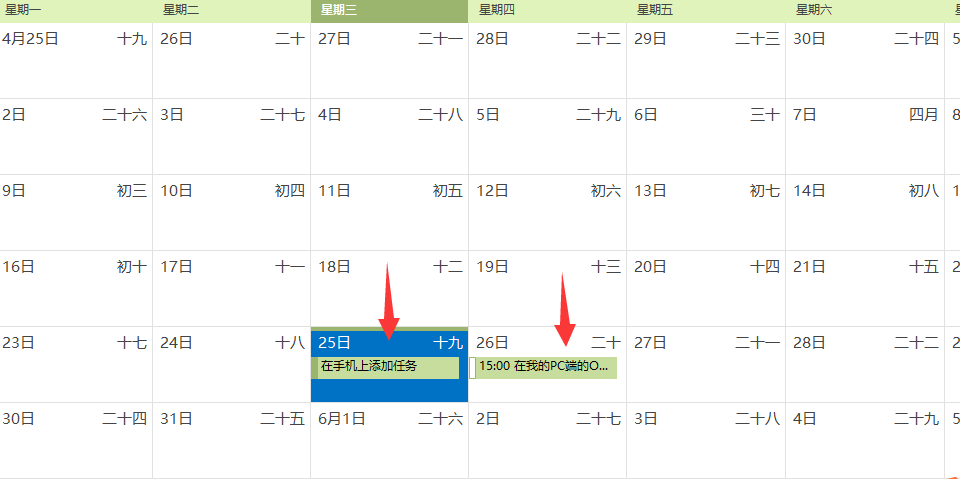 星期一 星期二 星期三 星期四 星期五 星期六
4月25日 十九 26日 二十 27日 二十一 28日 二十二 29日 二十三 30日 二十四 5
2日 二十六 3日 二十七 4日 二十八 5日 二十九 6日 三十 7日 四月 8
9日 初三 10日 初四 11日 初五 12日 初六 13日 初七 14日 初八 1
16日 初十 17日 十一 18日 十二 19日 十三 20日 十四 21日 十五 2
23日 十七 24日 十八 25日 十九 26日 二十 27日 二十一 28日 二十二 2
在手机上添加任务 15:00 在我的PC端的O...
30日 二十四 31日 二十五 6月1日 二十六 2日 二十七 3日 二十八 4日 二十九 5